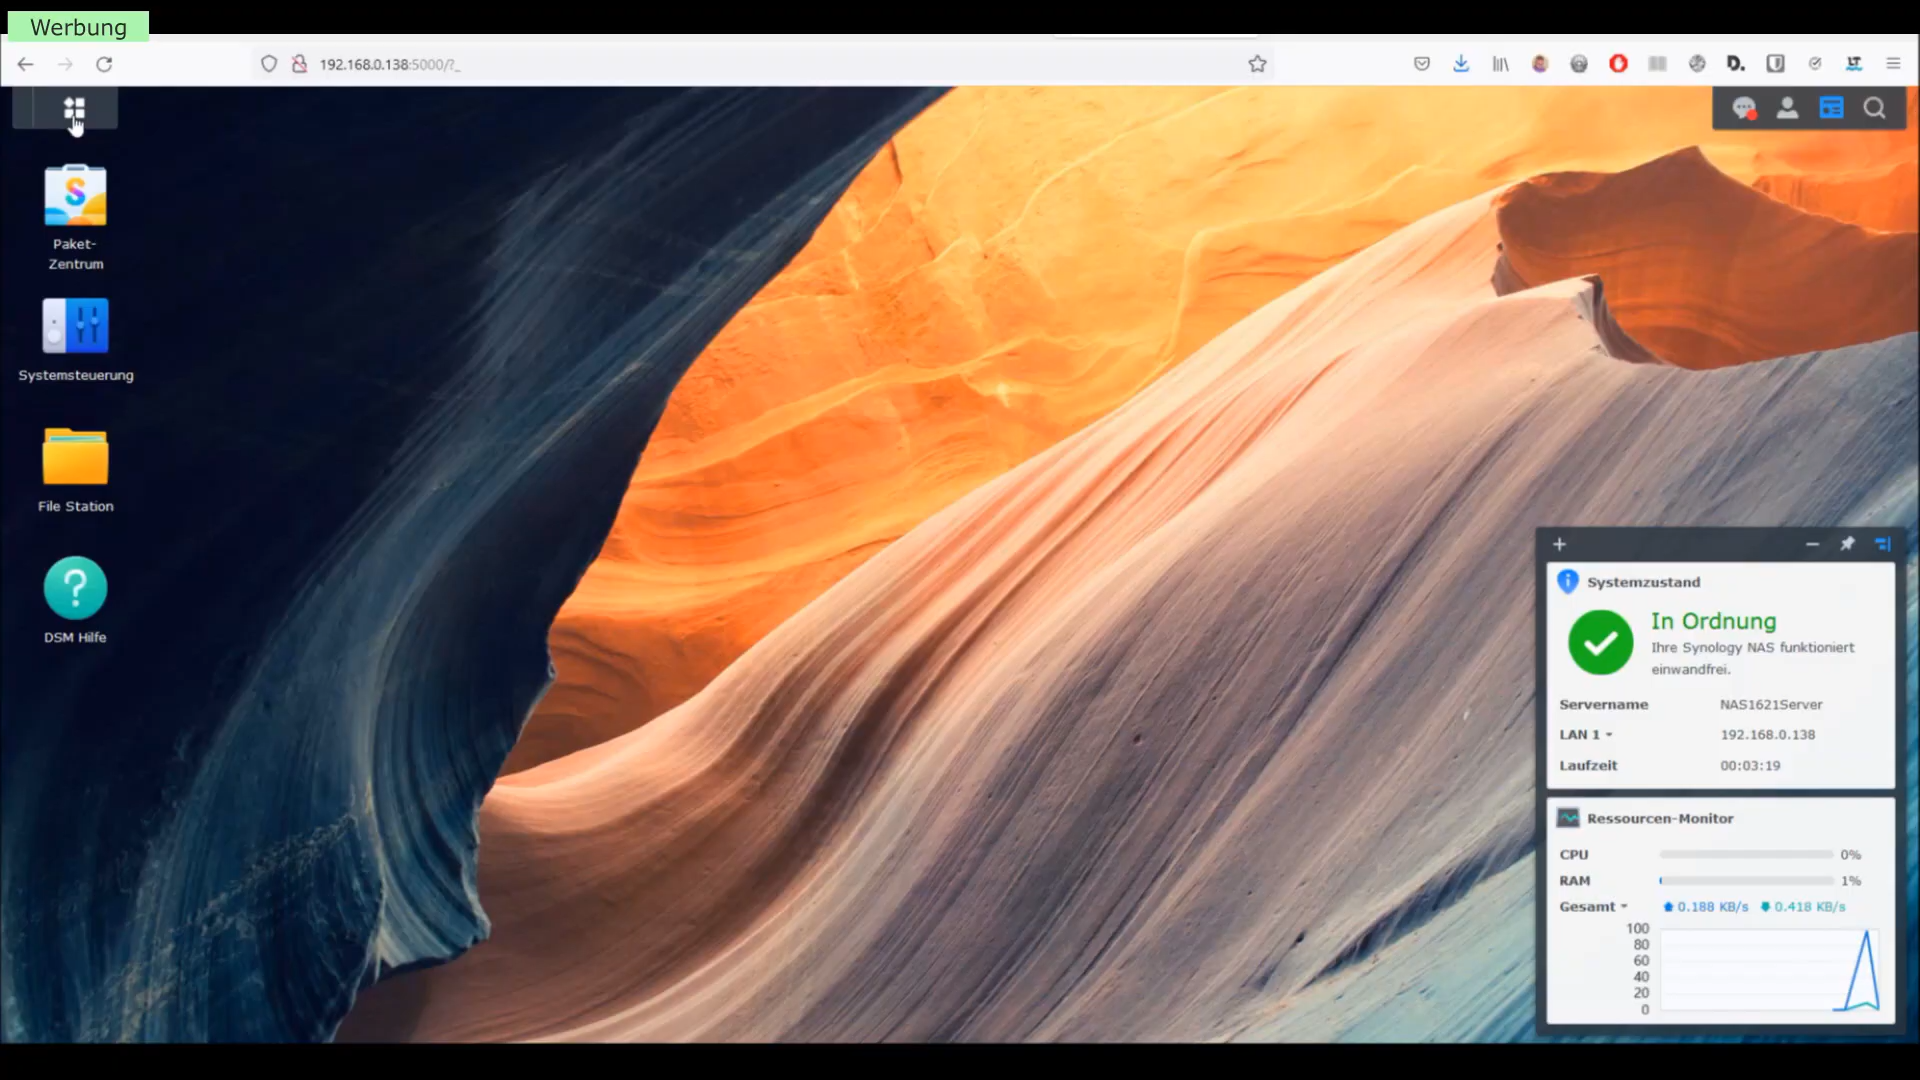 Werbung
192.168.0.138:5000/?_
D.
LT
S
Paket-
Zentrum
Systemsteuerung
File Station
?
DSM Hilfe
Systemzustand
In Ordnung
Ihre Synology NAS funktioniert
einwandfrei.
Servername NAS1621Server
LAN 1 192.168.0.138
Laufzeit 00:03:19
Ressourcen-Monitor
CPU 0%
RAM 1%
Gesamt 0.188 KB/s 0.418 KB/s
100
80
60
40
20
0